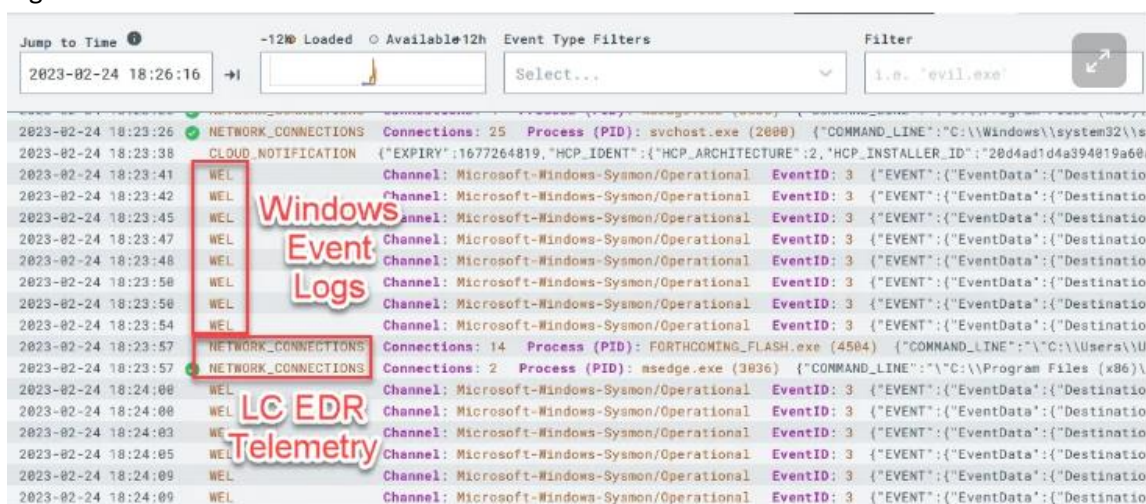 Jump to Time
-12h Loaded Available +12h Event Type Filters Filter
2023-02-24 18:26:16 Select... i.e. 'evil.exe'
2023-02-24 18:23:26 NETWORK_CONNECTIONS Connections: 25 Process (PID): svchost.exe (2000) {"COMMAND_LINE":"C:\\Windows\\system32\\s
2023-02-24 18:23:38 CLOUD_NOTIFICATION {"EXPIRY":1677264819,"HCP_IDENT":{"HCP_ARCHITECTURE":2,"HCP_INSTALLER_ID":"20d4ad1d4a394019a60
2023-02-24 18:23:41 WEL Channel: Microsoft-Windows-Sysmon/Operational EventID: 3 {"EVENT":{"EventData":{"Destinatio
2023-02-24 18:23:42 WEL Channel: Microsoft-Windows-Sysmon/Operational EventID: 3 {"EVENT":{"EventData":{"Destinatio
2023-02-24 18:23:45 WEL Channel: Microsoft-Windows-Sysmon/Operational EventID: 3 {"EVENT":{"EventData":{"Destinatio
2023-02-24 18:23:47 WEL Channel: Microsoft-Windows-Sysmon/Operational EventID: 3 {"EVENT":{"EventData":{"Destinatio
2023-02-24 18:23:48 WEL Channel: Microsoft-Windows-Sysmon/Operational EventID: 3 {"EVENT":{"EventData":{"Destinatio
2023-02-24 18:23:50 WEL Channel: Microsoft-Windows-Sysmon/Operational EventID: 3 {"EVENT":{"EventData":{"Destinatio
2023-02-24 18:23:50 WEL Channel: Microsoft-Windows-Sysmon/Operational EventID: 3 {"EVENT":{"EventData":{"Destinatio
2023-02-24 18:23:54 WEL Channel: Microsoft-Windows-Sysmon/Operational EventID: 3 {"EVENT":{"EventData":{"Destinatio
Windows
Event
Logs
2023-02-24 18:23:57 NETWORK_CONNECTIONS Connections: 14 Process (PID): FORTHCOMING_FLASH.exe (4504) {"COMMAND_LINE":"\"C:\\Users\\U
2023-02-24 18:23:57 NETWORK_CONNECTIONS Connections: 2 Process (PID): msedge.exe (3036) {"COMMAND_LINE":"\"C:\\Program Files (x86)\
2023-02-24 18:24:00 WEL Channel: Microsoft-Windows-Sysmon/Operational EventID: 3 {"EVENT":{"EventData":{"Destinatio
2023-02-24 18:24:00 WEL Channel: Microsoft-Windows-Sysmon/Operational EventID: 3 {"EVENT":{"EventData":{"Destinatio
2023-02-24 18:24:03 WEL Channel: Microsoft-Windows-Sysmon/Operational EventID: 3 {"EVENT":{"EventData":{"Destinatio
2023-02-24 18:24:05 WEL Channel: Microsoft-Windows-Sysmon/Operational EventID: 3 {"EVENT":{"EventData":{"Destinatio
2023-02-24 18:24:09 WEL Channel: Microsoft-Windows-Sysmon/Operational EventID: 3 {"EVENT":{"EventData":{"Destinatio
2023-02-24 18:24:09 WEL Channel: Microsoft-Windows-Sysmon/Operational EventID: 3 {"EVENT":{"EventData":{"Destinatio
LC EDR
Telemetry